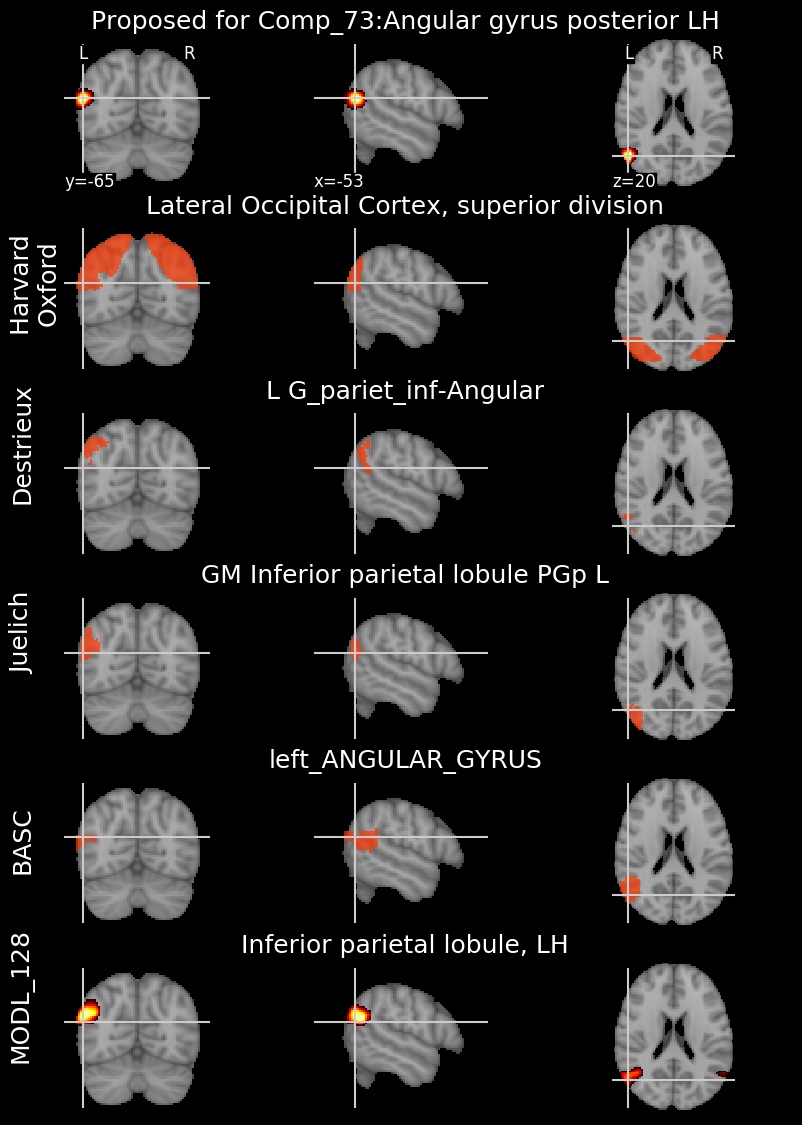 Proposed for Comp_73:Angular gyrus posterior LH
L R L R
y=-65 x=-53 z=20
Lateral Occipital Cortex, superior division
Harvard
Oxford
L G_pariet_inf-Angular
Destrieux
GM Inferior parietal lobule PGp L
Juelich
left_ANGULAR_GYRUS
BASC
Inferior parietal lobule, LH
MODL_128